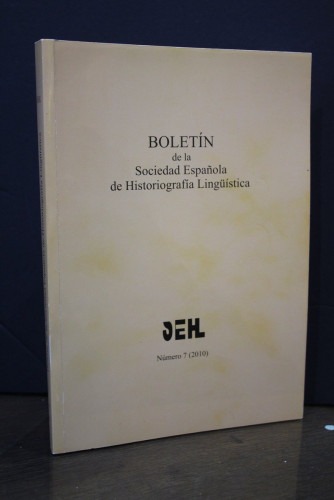 BOLETÍN
de la
Sociedad Española
de Historiografía Lingüística
SEHL
Número 7 (2010)